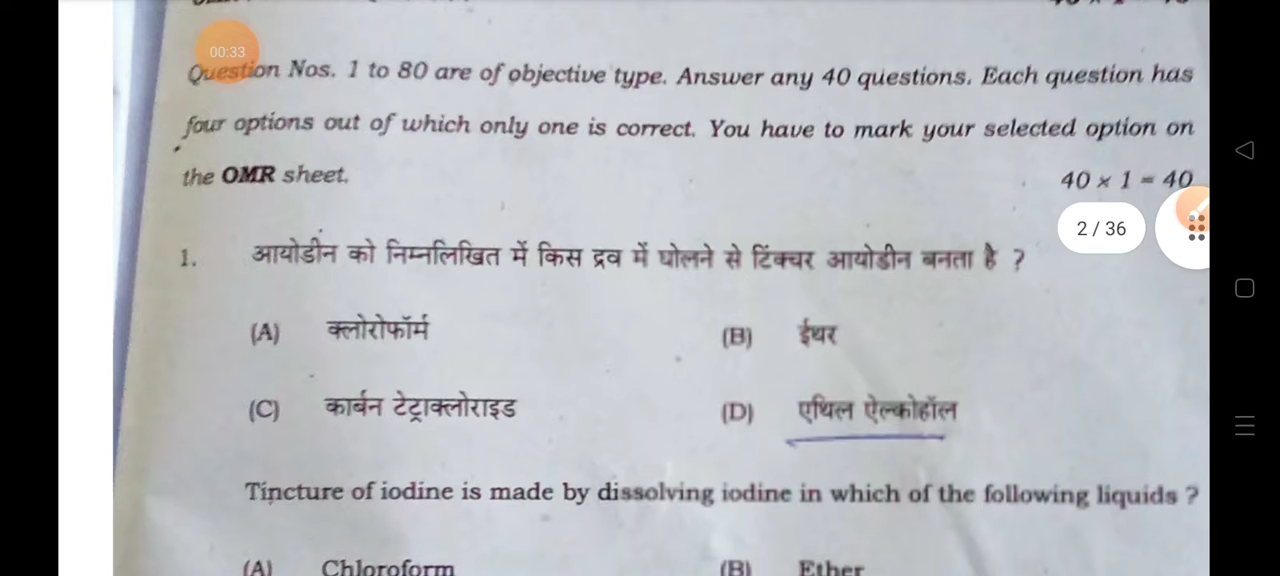 00:33
Question Nos. 1 to 80 are of objective type. Answer any 40 questions. Each question has
four options out of which only one is correct. You have to mark your selected option on
the OMR sheet. 40 × 1 = 40
2 / 36
1. आयोडीन को निम्नलिखित में किस द्रव में घोलने से टिंक्चर आयोडीन बनता है ?
(A) क्लोरोफॉर्म (B) ईथर
(C) कार्बन टेट्राक्लोराइड (D) एथिल ऐल्कोहॉल
Tincture of iodine is made by dissolving iodine in which of the following liquids ?
(A) Chloroform (B) Ether